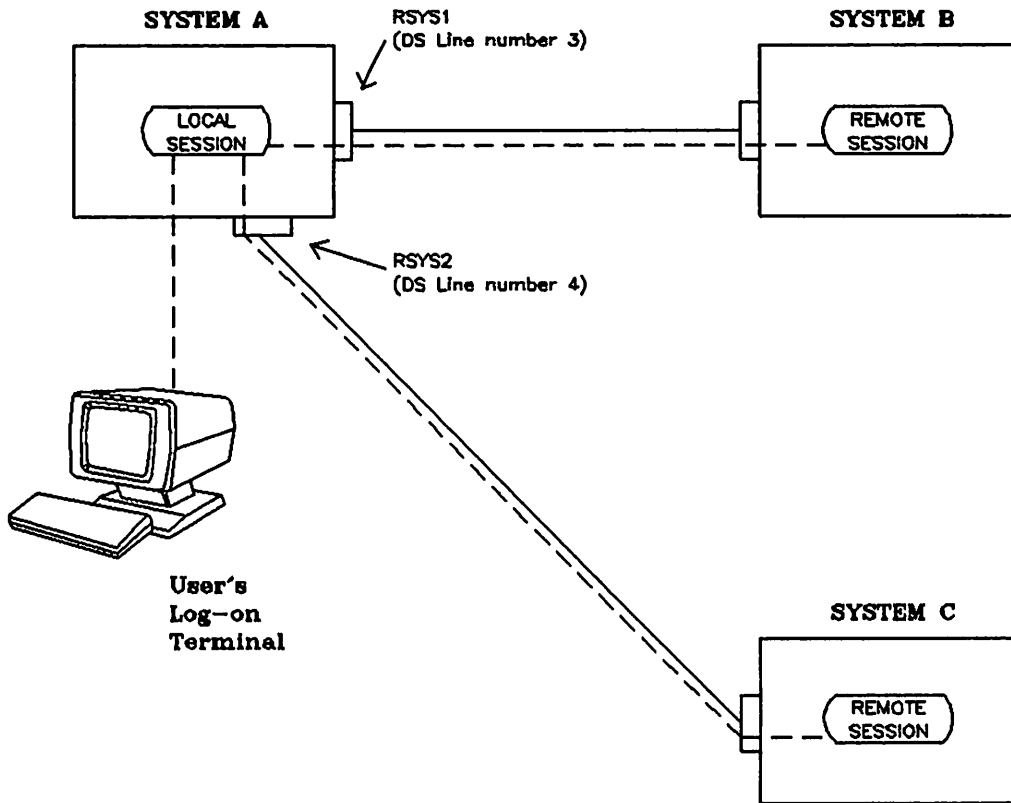 SYSTEM A
RSYS1
(DS Line number 3)
SYSTEM B
LOCAL
SESSION
REMOTE
SESSION
RSYS2
(DS Line number 4)
User's
Log-on
Terminal
SYSTEM C
REMOTE
SESSION